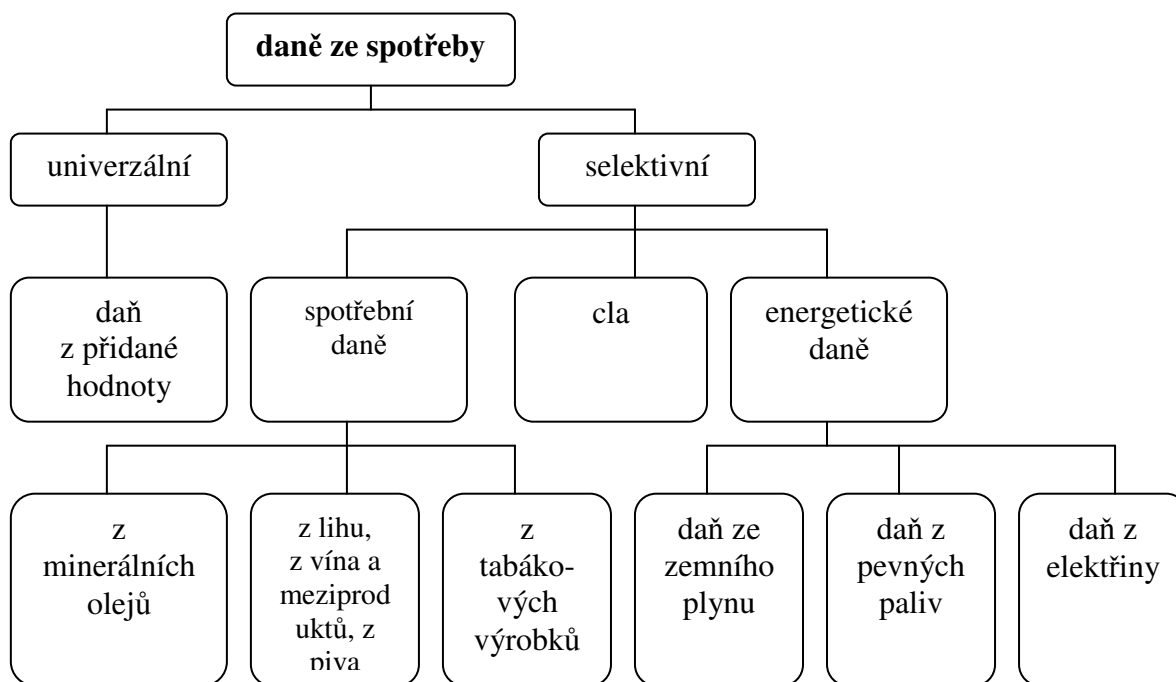 daně ze spotřeby
univerzální
selektivní
daň
z přidané
hodnoty
spotřební
daně
cla
energetické
daně
z
minerálních
olejů
z lihu,
z vína a
meziprod
uktů, z
piva
z
tabáko-
vých
výrobků
daň ze
zemního
plynu
daň z
pevných
paliv
daň z
elektřiny